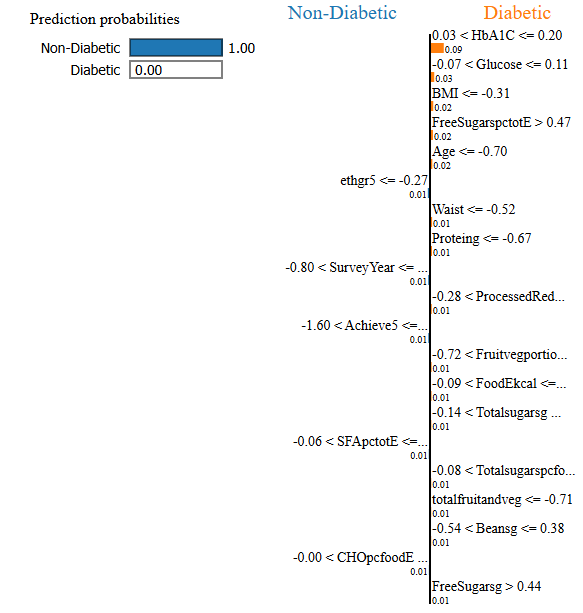 Prediction probabilities
Non-Diabetic 1.00
Diabetic 0.00
Non-Diabetic Diabetic
0.03 < HbA1C <= 0.20
0.09
-0.07 < Glucose <= 0.11
0.03
BMI <= -0.31
0.02
FreeSugarspctotE > 0.47
0.02
Age <= -0.70
0.02
ethgr5 <= -0.27
0.01
Waist <= -0.52
0.01
Proteing <= -0.67
0.01
-0.80 < SurveyYear <= ...
0.01
-0.28 < ProcessedRed...
0.01
-1.60 < Achieve5 <=...
0.01
-0.72 < Fruitvegportio...
0.01
-0.09 < FoodEkcal <=...
0.01
-0.14 < Totalsugarsg ...
0.01
-0.06 < SFApctotE <=...
0.01
-0.08 < Totalsugarspcfo...
0.01
totalfruitandveg <= -0.71
0.01
-0.54 < Beansg <= 0.38
0.01
-0.00 < CHOpcfoodE ...
0.01
FreeSugarsg > 0.44
0.01